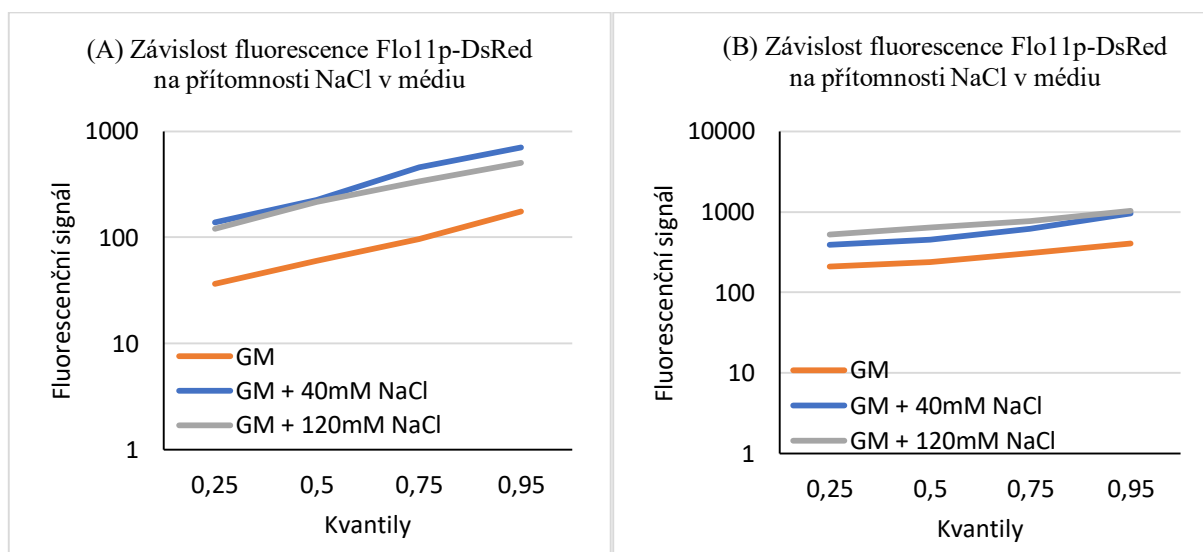 (A) Závislost fluorescence Flo11p-DsRed
na přítomnosti NaCl v médiu
Fluorescenční signál
1000
100
10
1
GM
GM + 40mM NaCl
GM + 120mM NaCl
0,25 0,5 0,75 0,95
Kvantily
(B) Závislost fluorescence Flo11p-DsRed
na přítomnosti NaCl v médiu
Fluorescenční signál
10000
1000
100
10
1
GM
GM + 40mM NaCl
GM + 120mM NaCl
0,25 0,5 0,75 0,95
Kvantily